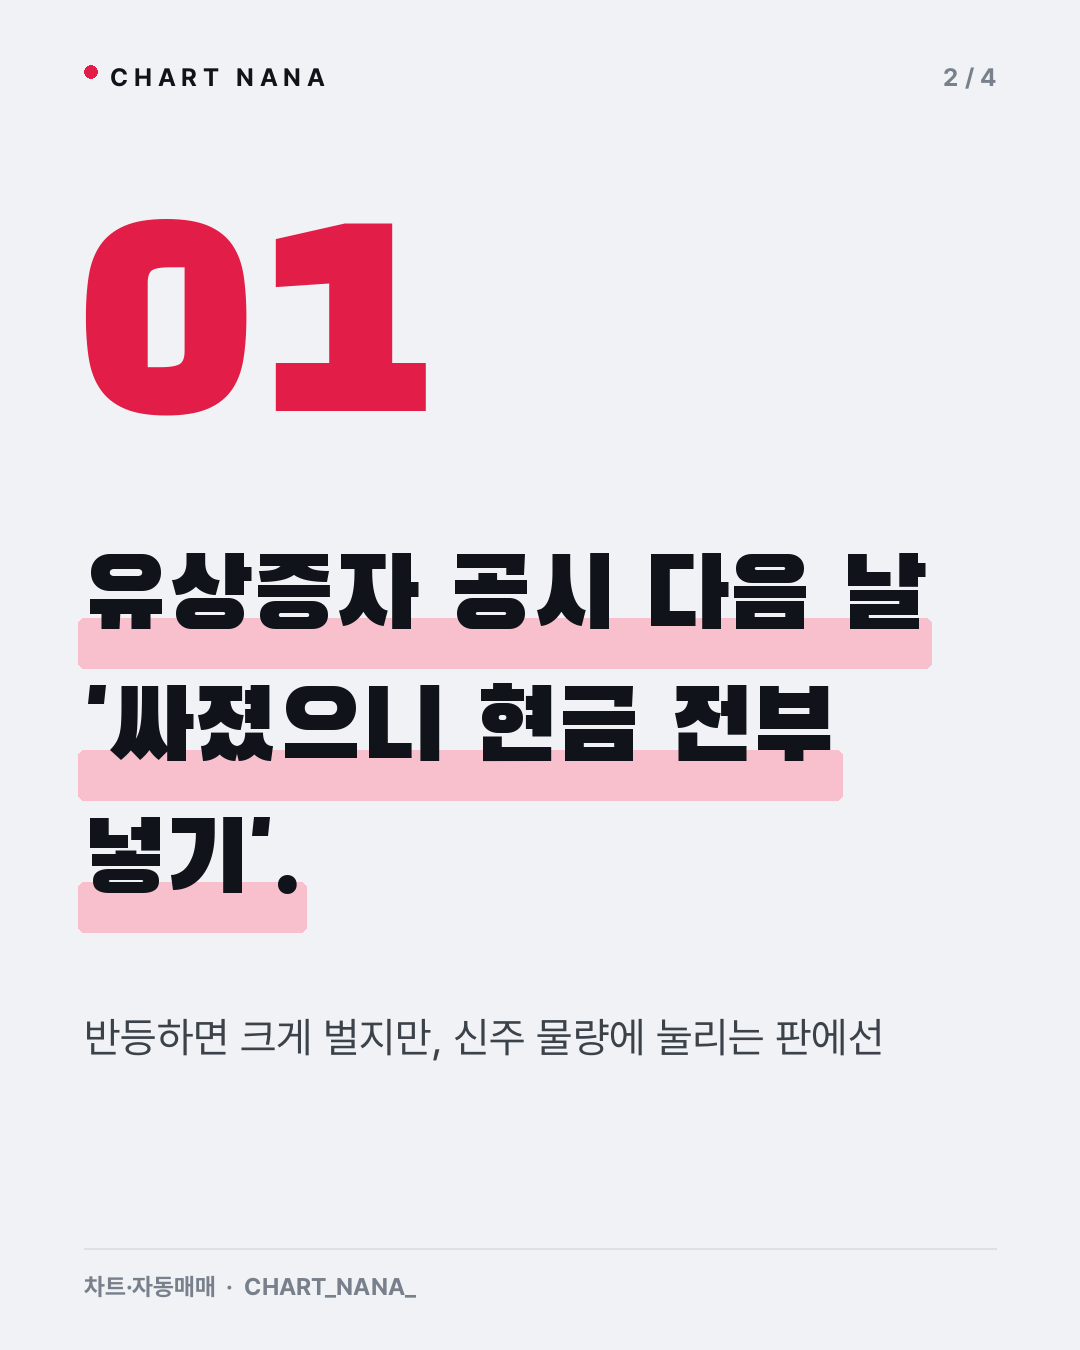 CHART NANA
2 / 4
01
유상증자 공시 다음 날
'싸졌으니 현금 전부
넣기'.
반등하면 크게 벌지만, 신주 물량에 눌리는 판에선
차트·자동매매 · CHART_NANA_